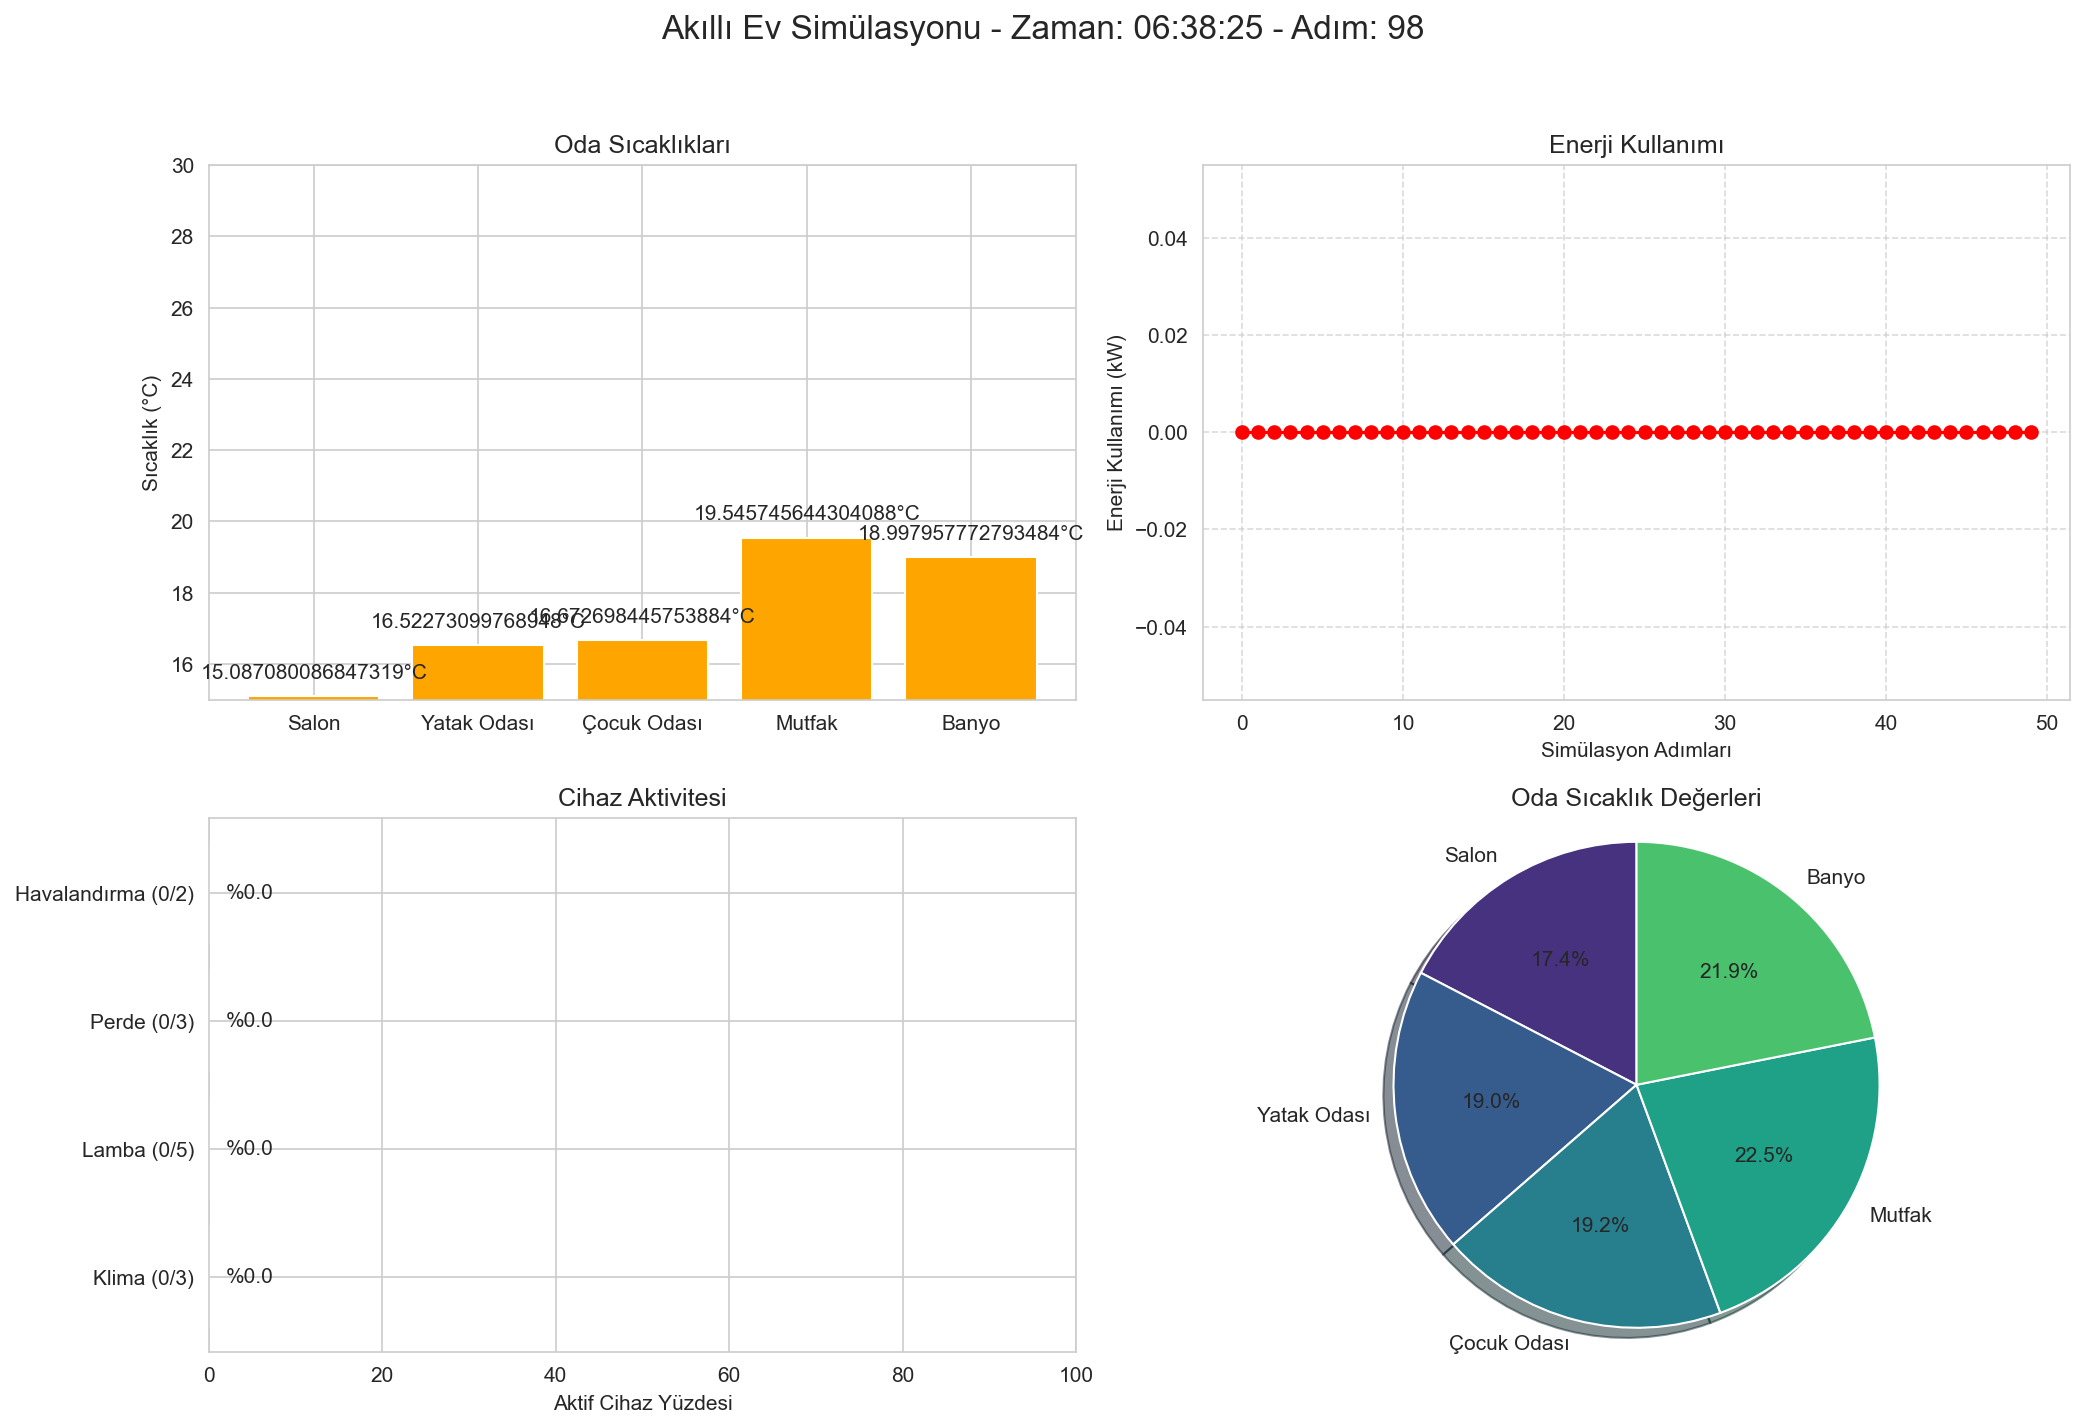 Akıllı Ev Simülasyonu - Zaman: 06:38:25 - Adım: 98
Oda Sıcaklıkları
30
28
26
24
22
20
18
16
Sıcaklık (°C)
15.087080086847319°C
16.52273099768948°C
16.672698445753884°C
19.545745644304088°C
18.997957772793484°C
Salon
Yatak Odası
Çocuk Odası
Mutfak
Banyo
Enerji Kullanımı
0.04
0.02
0.00
−0.02
−0.04
Enerji Kullanımı (kW)
0
10
20
30
40
50
Simülasyon Adımları
Cihaz Aktivitesi
Havalandırma (0/2)
%0.0
Perde (0/3)
%0.0
Lamba (0/5)
%0.0
Klima (0/3)
%0.0
0
20
40
60
80
100
Aktif Cihaz Yüzdesi
Oda Sıcaklık Değerleri
Salon
17.4%
Yatak Odası
19.0%
Çocuk Odası
19.2%
Mutfak
22.5%
Banyo
21.9%